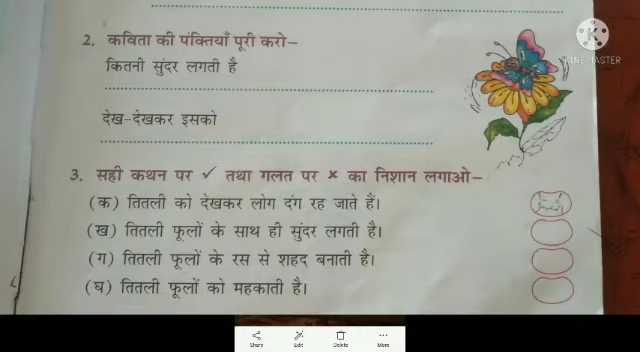 KINEMASTER
2. कविता की पंक्तियाँ पूरी करो–
कितनी सुंदर लगती है
देख-देखकर इसको
3. सही कथन पर ✓ तथा गलत पर × का निशान लगाओ–
(क) तितली को देखकर लोग दंग रह जाते हैं।
(ख) तितली फूलों के साथ ही सुंदर लगती है।
(ग) तितली फूलों के रस से शहद बनाती है।
(घ) तितली फूलों को महकाती है।
Share Edit Delete More